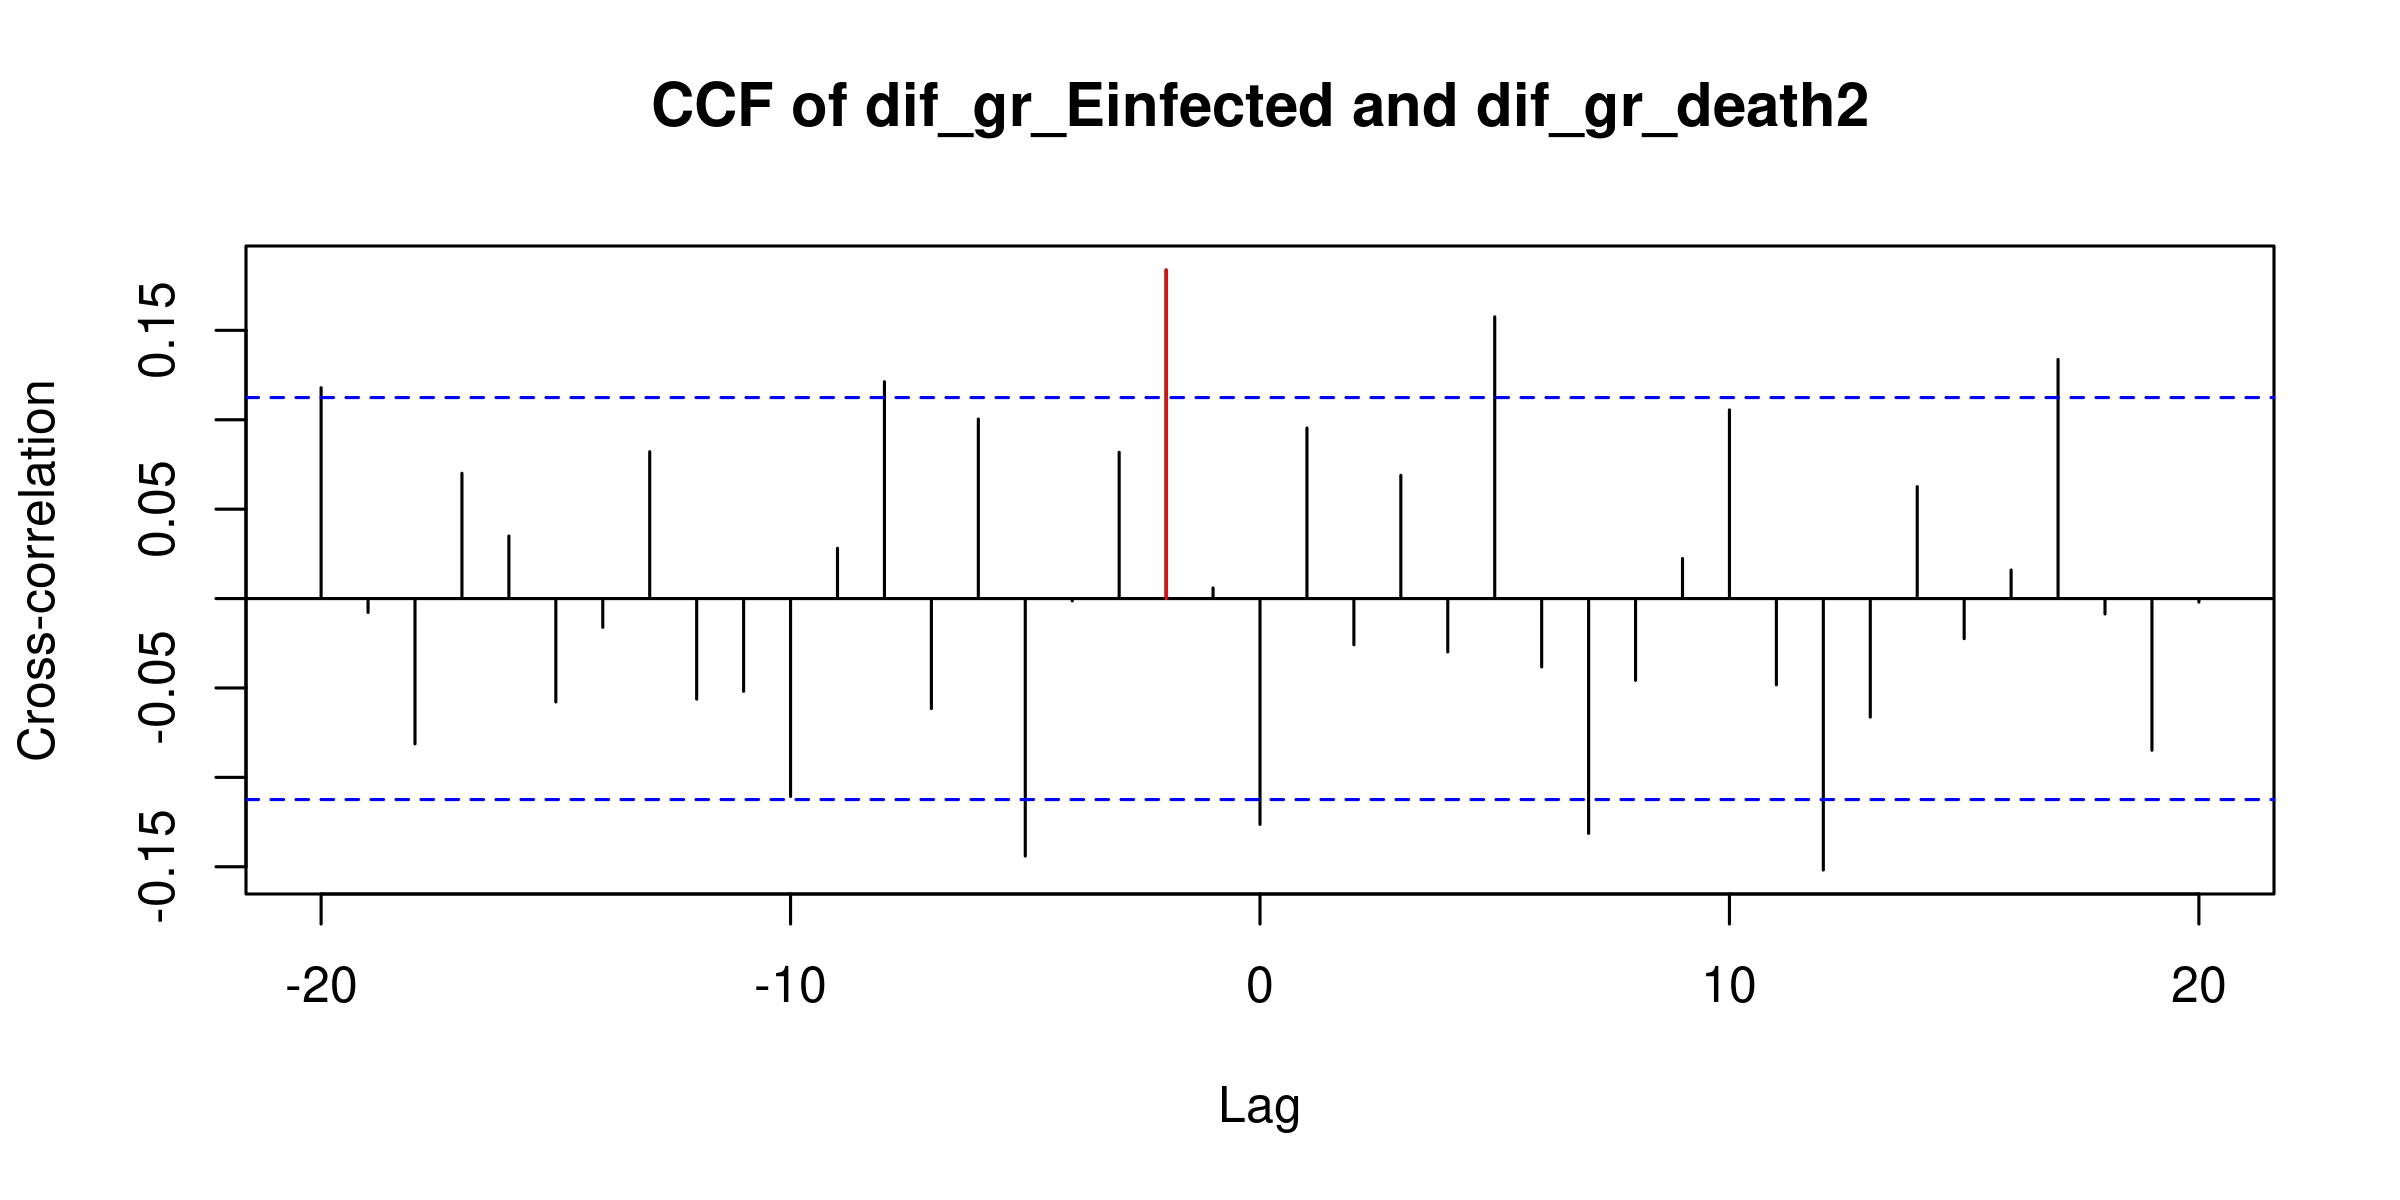 CCF of dif_gr_Einfected and dif_gr_death2
Cross-correlation
0.15
0.05
-0.05
-0.15
-20 -10 0 10 20
Lag